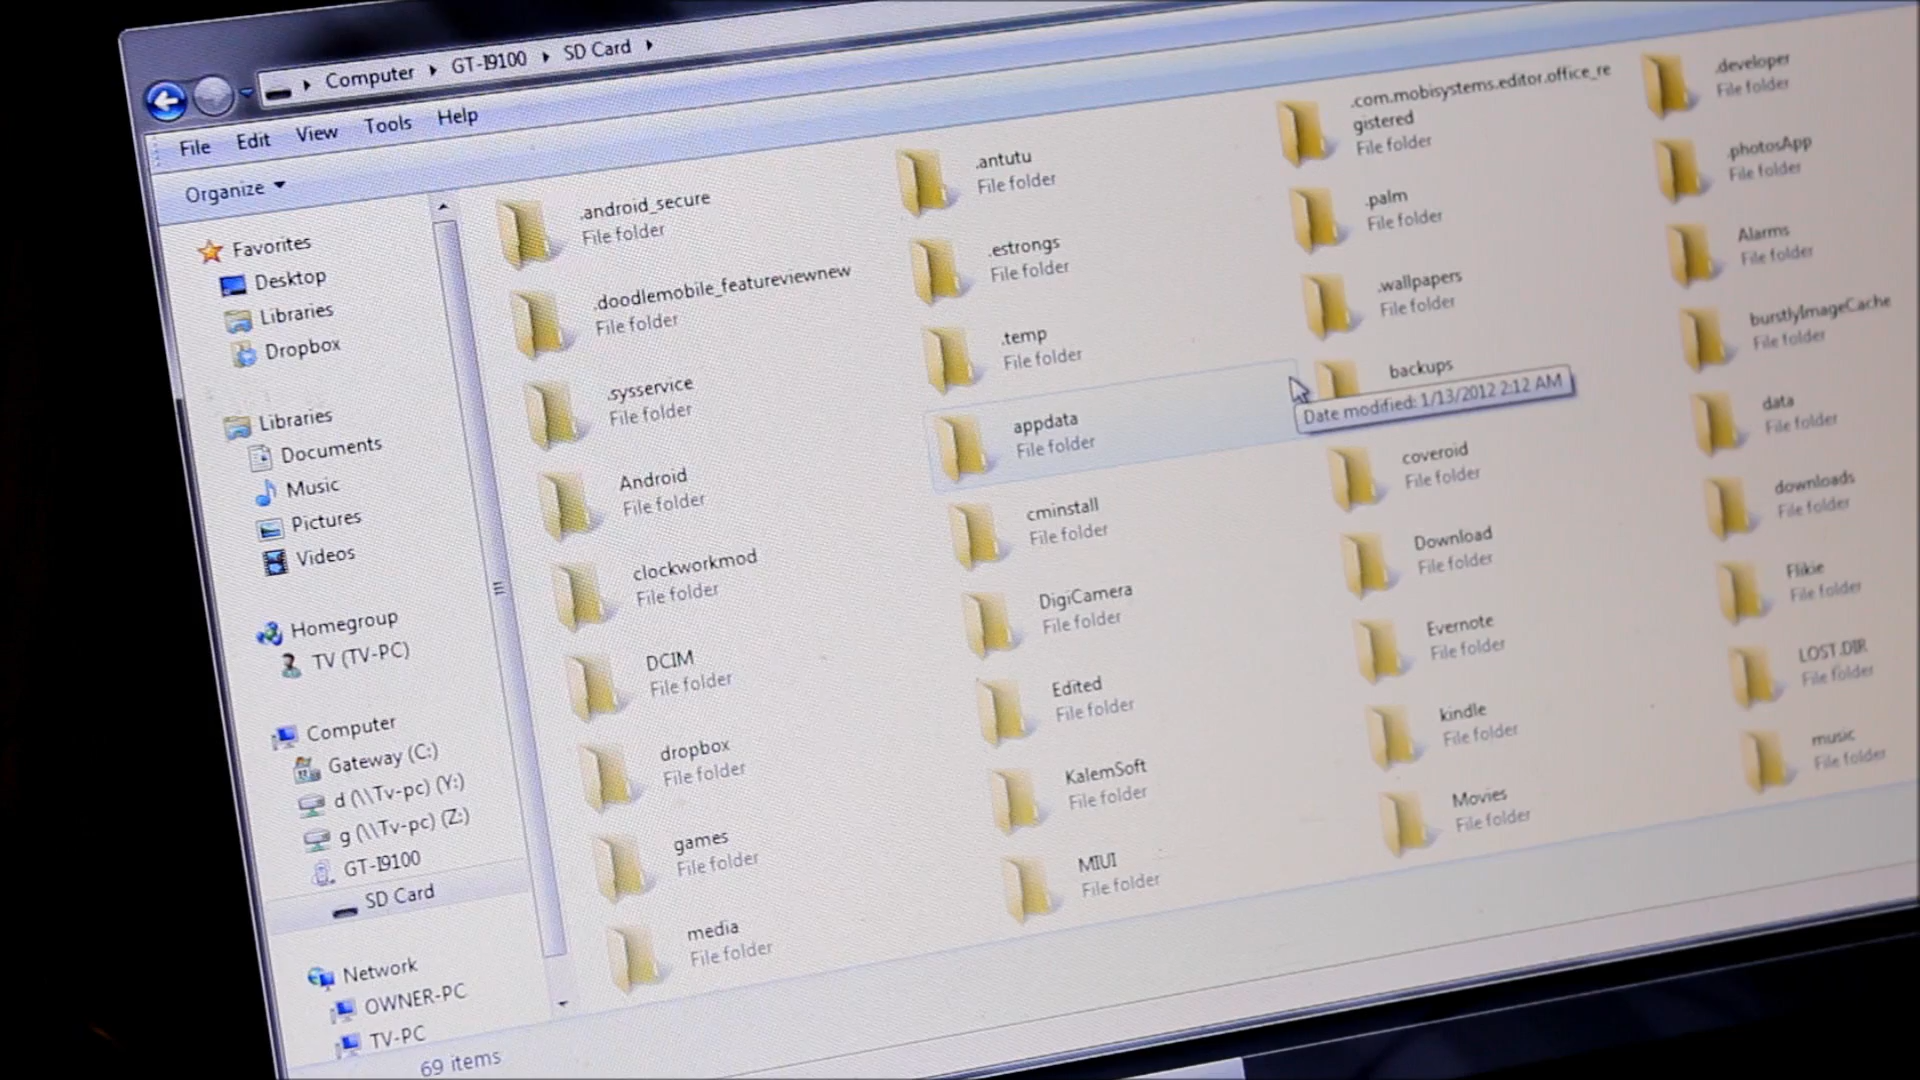 Computer GT-I9100 SD Card
File Edit View Tools Help
Organize
Favorites
Desktop
Libraries
Dropbox
Libraries
Documents
Music
Pictures
Videos
Homegroup
TV (TV-PC)
Computer
Gateway (C:)
d (\\Tv-pc) (Y:)
g (\\Tv-pc) (Z:)
GT-I9100
SD Card
Network
OWNER-PC
TV-PC
.android_secure
File folder
.doodlemobile_featureviewnew
File folder
.sysservice
File folder
Android
File folder
clockworkmod
File folder
DCIM
File folder
dropbox
File folder
games
File folder
media
File folder
.antutu
File folder
.estrongs
File folder
.temp
File folder
appdata
File folder
cminstall
File folder
DigiCamera
File folder
Edited
File folder
KalemSoft
File folder
MIUI
File folder
.com.mobisystems.editor.office_re
gistered
File folder
.palm
File folder
.wallpapers
File folder
backups
Date modified: 1/13/2012 2:12 AM
coveroid
File folder
Download
File folder
Evernote
File folder
kindle
File folder
Movies
File folder
.developer
File folder
.photosApp
File folder
Alarms
File folder
burstlyImageCache
File folder
data
File folder
downloads
File folder
Flikie
File folder
LOST.DIR
File folder
music
File folder
69 items